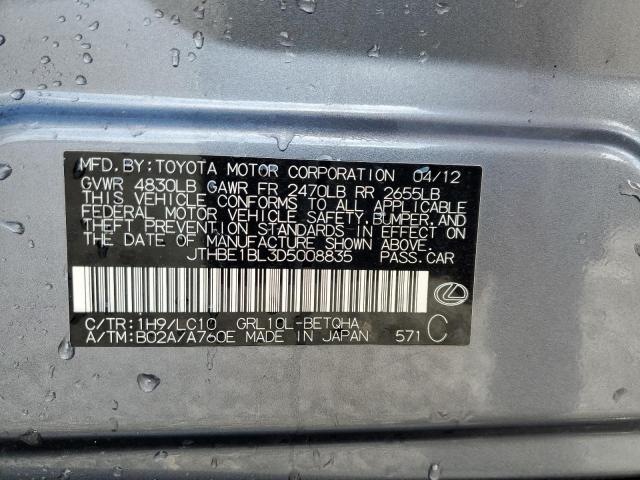 MFD. BY: TOYOTA MOTOR CORPORATION 04/12
GVWR 4830LB GAWR FR 2470LB RR 2655LB
THIS VEHICLE CONFORMS TO ALL APPLICABLE
FEDERAL MOTOR VEHICLE SAFETY, BUMPER, AND
THEFT PREVENTION STANDARDS IN EFFECT ON
THE DATE OF MANUFACTURE SHOWN ABOVE.
JTHBE1BL3D5008835 PASS. CAR
C/TR: 1H9/LC10 GRL10L-BETQHA
A/TM: B02A/A760E MADE IN JAPAN 571 C